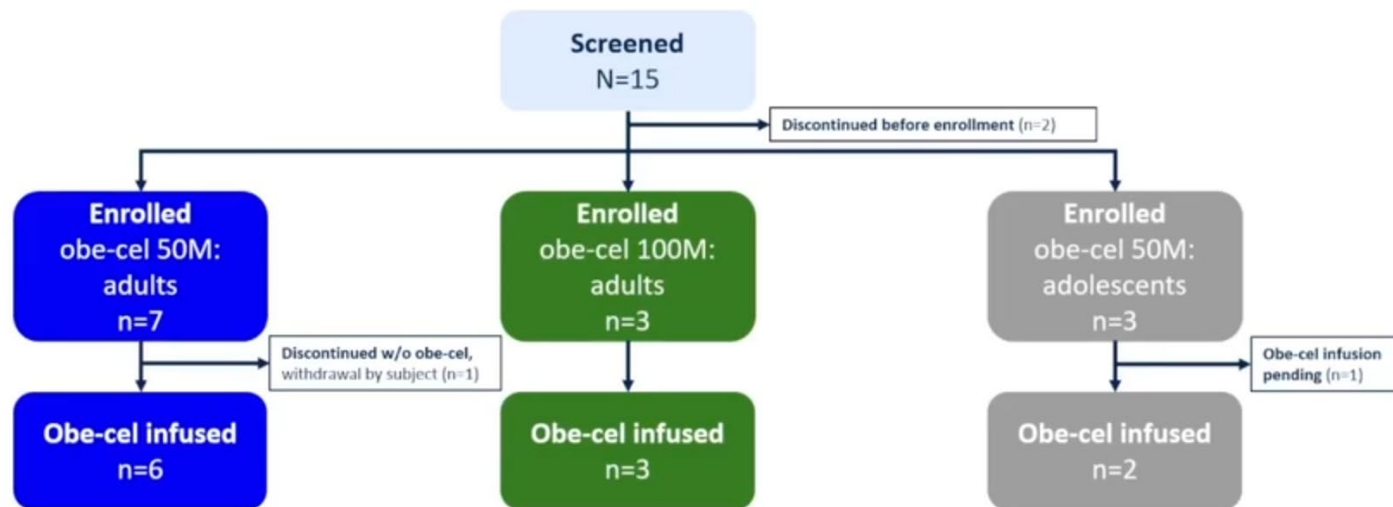 Screened
N=15
Discontinued before enrollment (n=2)
Enrolled
obe-cel 50M:
adults
n=7
Enrolled
obe-cel 100M:
adults
n=3
Enrolled
obe-cel 50M:
adolescents
n=3
Discontinued w/o obe-cel,
withdrawal by subject (n=1)
Obe-cel infusion
pending (n=1)
Obe-cel infused
n=6
Obe-cel infused
n=3
Obe-cel infused
n=2